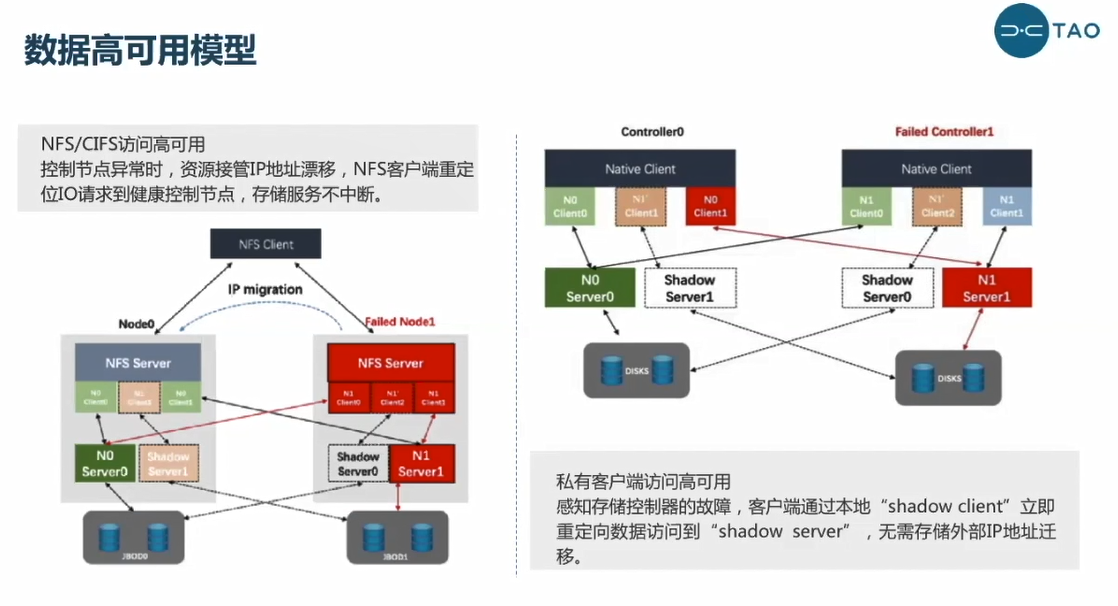 数据高可用模型
TAO
NFS/CIFS访问高可用
控制节点异常时，资源接管IP地址漂移，NFS客户端重定
位IO请求到健康控制节点，存储服务不中断。
NFS Client
IP migration
Node0
Failed Node1
NFS Server
NFS Server
N0
Client0
N1'
N0
N1
Client0
N1'
Client2
N1
N0
Server0
Shadow
Server1
Shadow
Server0
N1
Server1
JBOD0
JBOD1
Controller0
Failed Controller1
Native Client
Native Client
N0
Client0
N1'
Client1
N0
Client1
N1
Client0
N1'
Client2
N1
Client1
N0
Server0
Shadow
Server1
Shadow
Server0
N1
Server1
DISKS
DISKS
私有客户端访问高可用
感知存储控制器的故障，客户端通过本地“shadow client”立即
重定向数据访问到“shadow server”，无需存储外部IP地址迁
移。